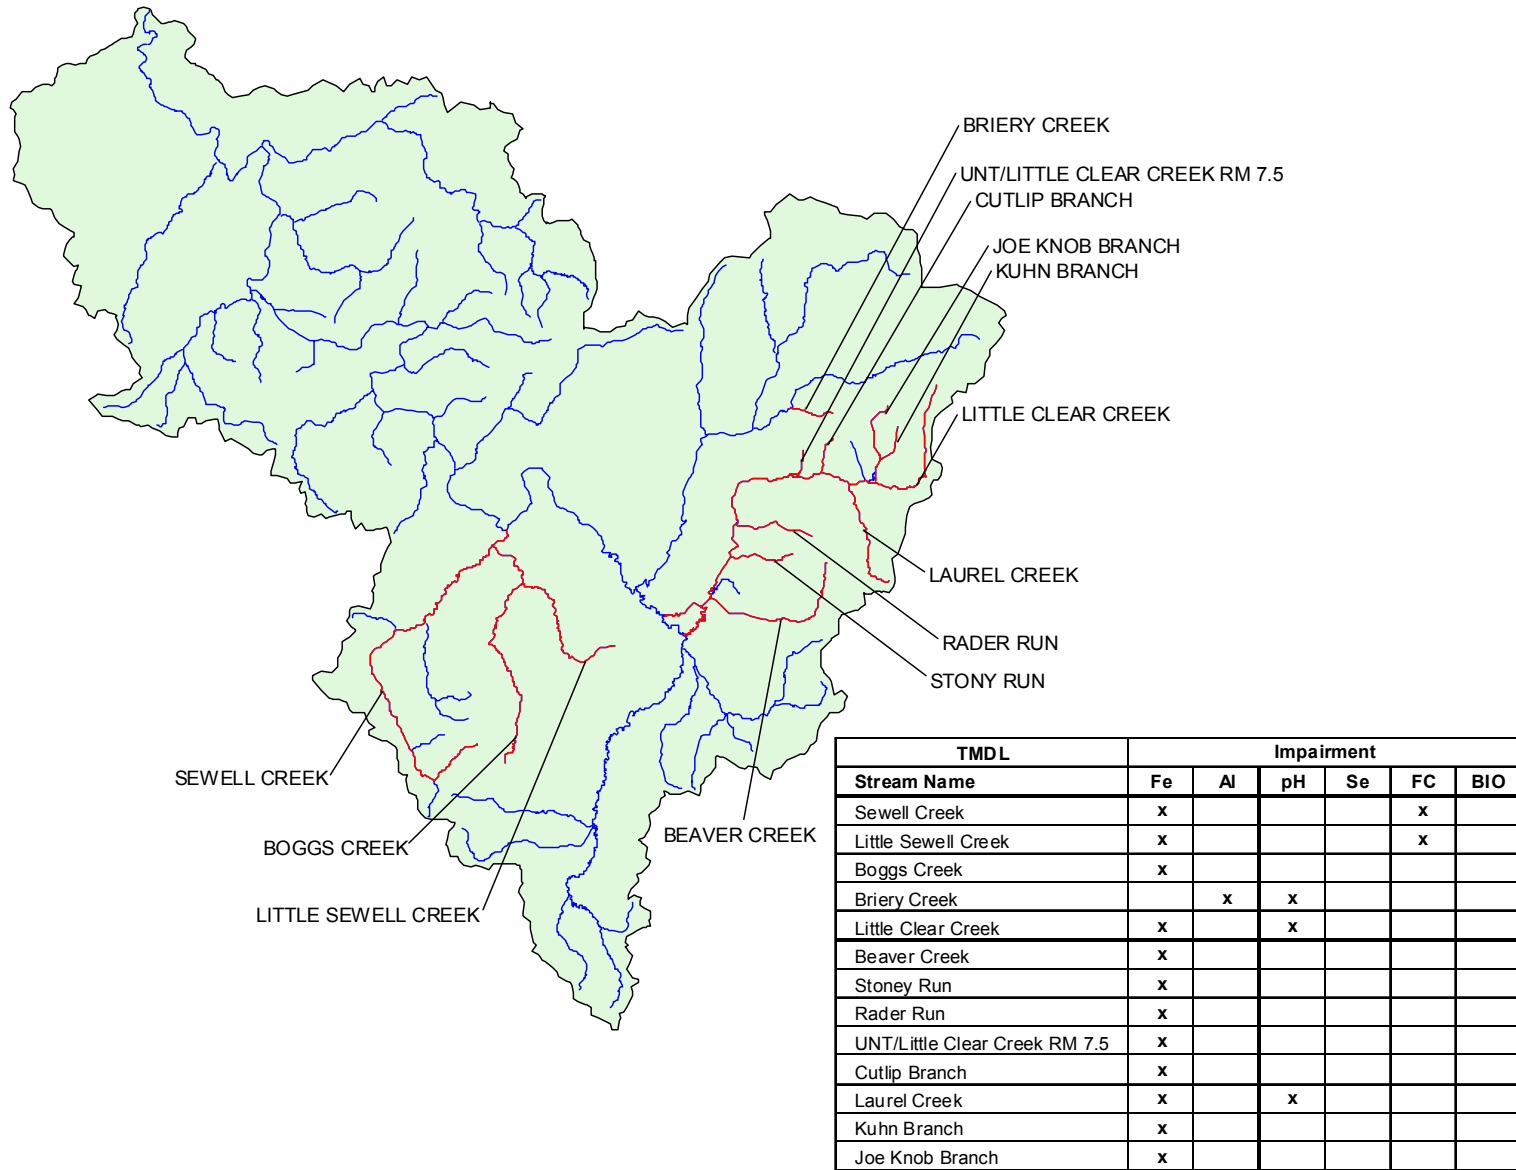 BRIERY CREEK
UNT/LITTLE CLEAR CREEK RM 7.5
CUTLIP BRANCH
JOE KNOB BRANCH
KUHN BRANCH
LITTLE CLEAR CREEK
LAUREL CREEK
RADER RUN
STONY RUN
SEWELL CREEK
BEAVER CREEK
BOGGS CREEK
LITTLE SEWELL CREEK
TMDL Impairment
Stream Name Fe Al pH Se FC BIO
Sewell Creek x x
Little Sewell Creek x x
Boggs Creek x
Briery Creek x x
Little Clear Creek x x
Beaver Creek x
Stoney Run x
Rader Run x
UNT/Little Clear Creek RM 7.5 x
Cutlip Branch x
Laurel Creek x x
Kuhn Branch x
Joe Knob Branch x